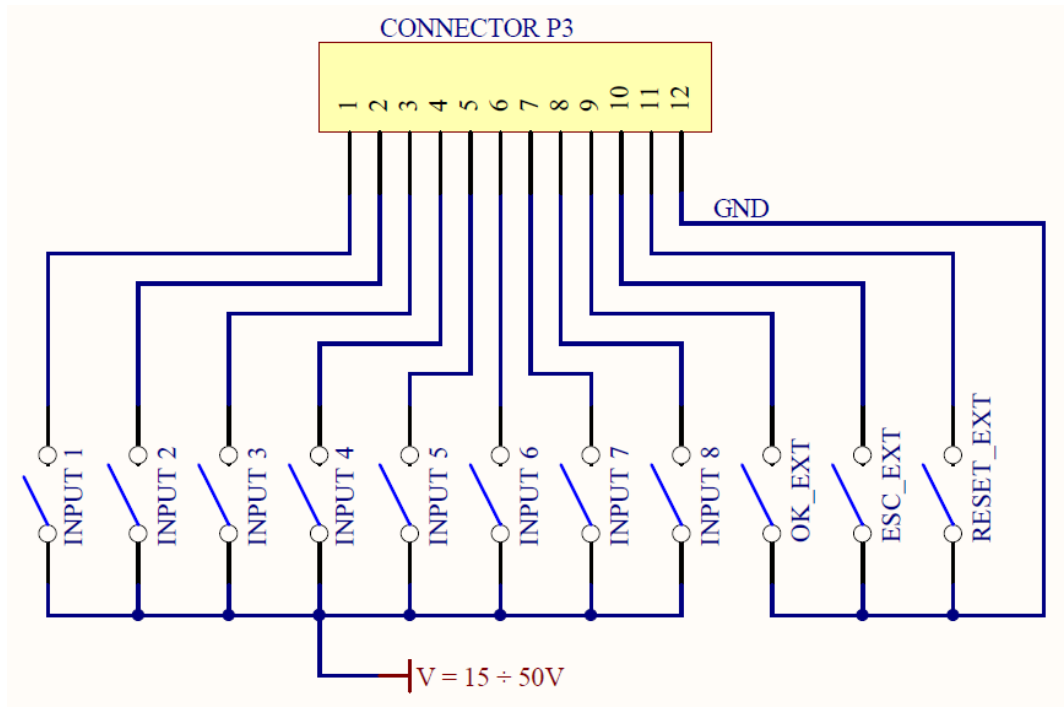 CONNECTOR P3
1 2 3 4 5 6 7 8 9 10 11 12
GND
INPUT 1
INPUT 2
INPUT 3
INPUT 4
INPUT 5
INPUT 6
INPUT 7
INPUT 8
OK_EXT
ESC_EXT
RESET_EXT
V = 15 ÷ 50V